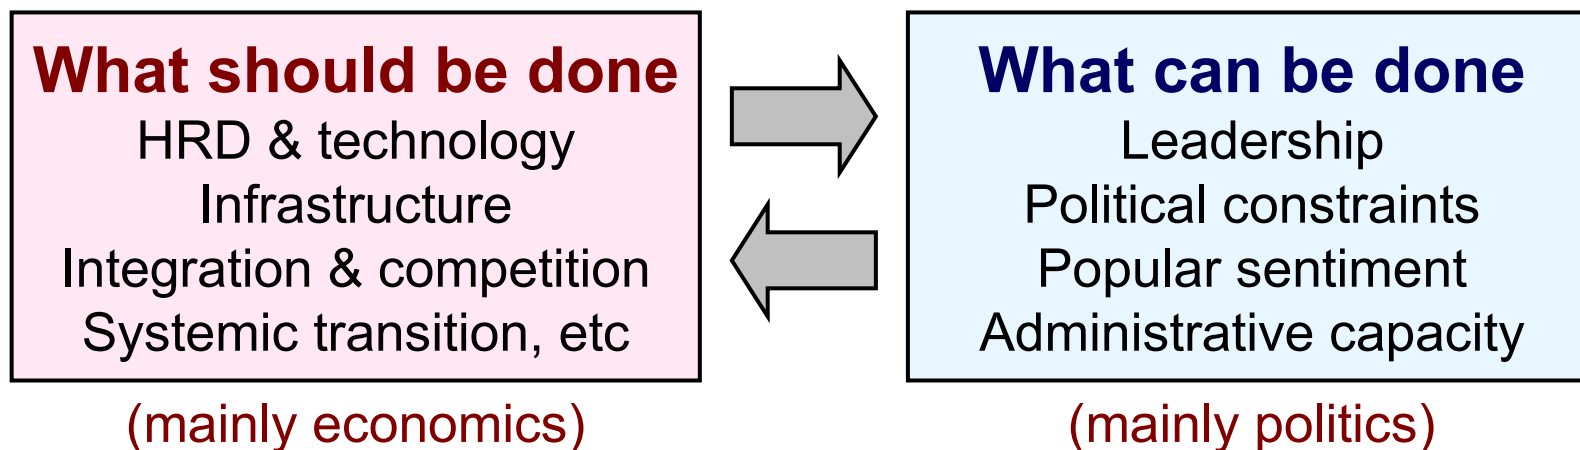 What should be done
HRD & technology
Infrastructure
Integration & competition
Systemic transition, etc
(mainly economics)
What can be done
Leadership
Political constraints
Popular sentiment
Administrative capacity
(mainly politics)